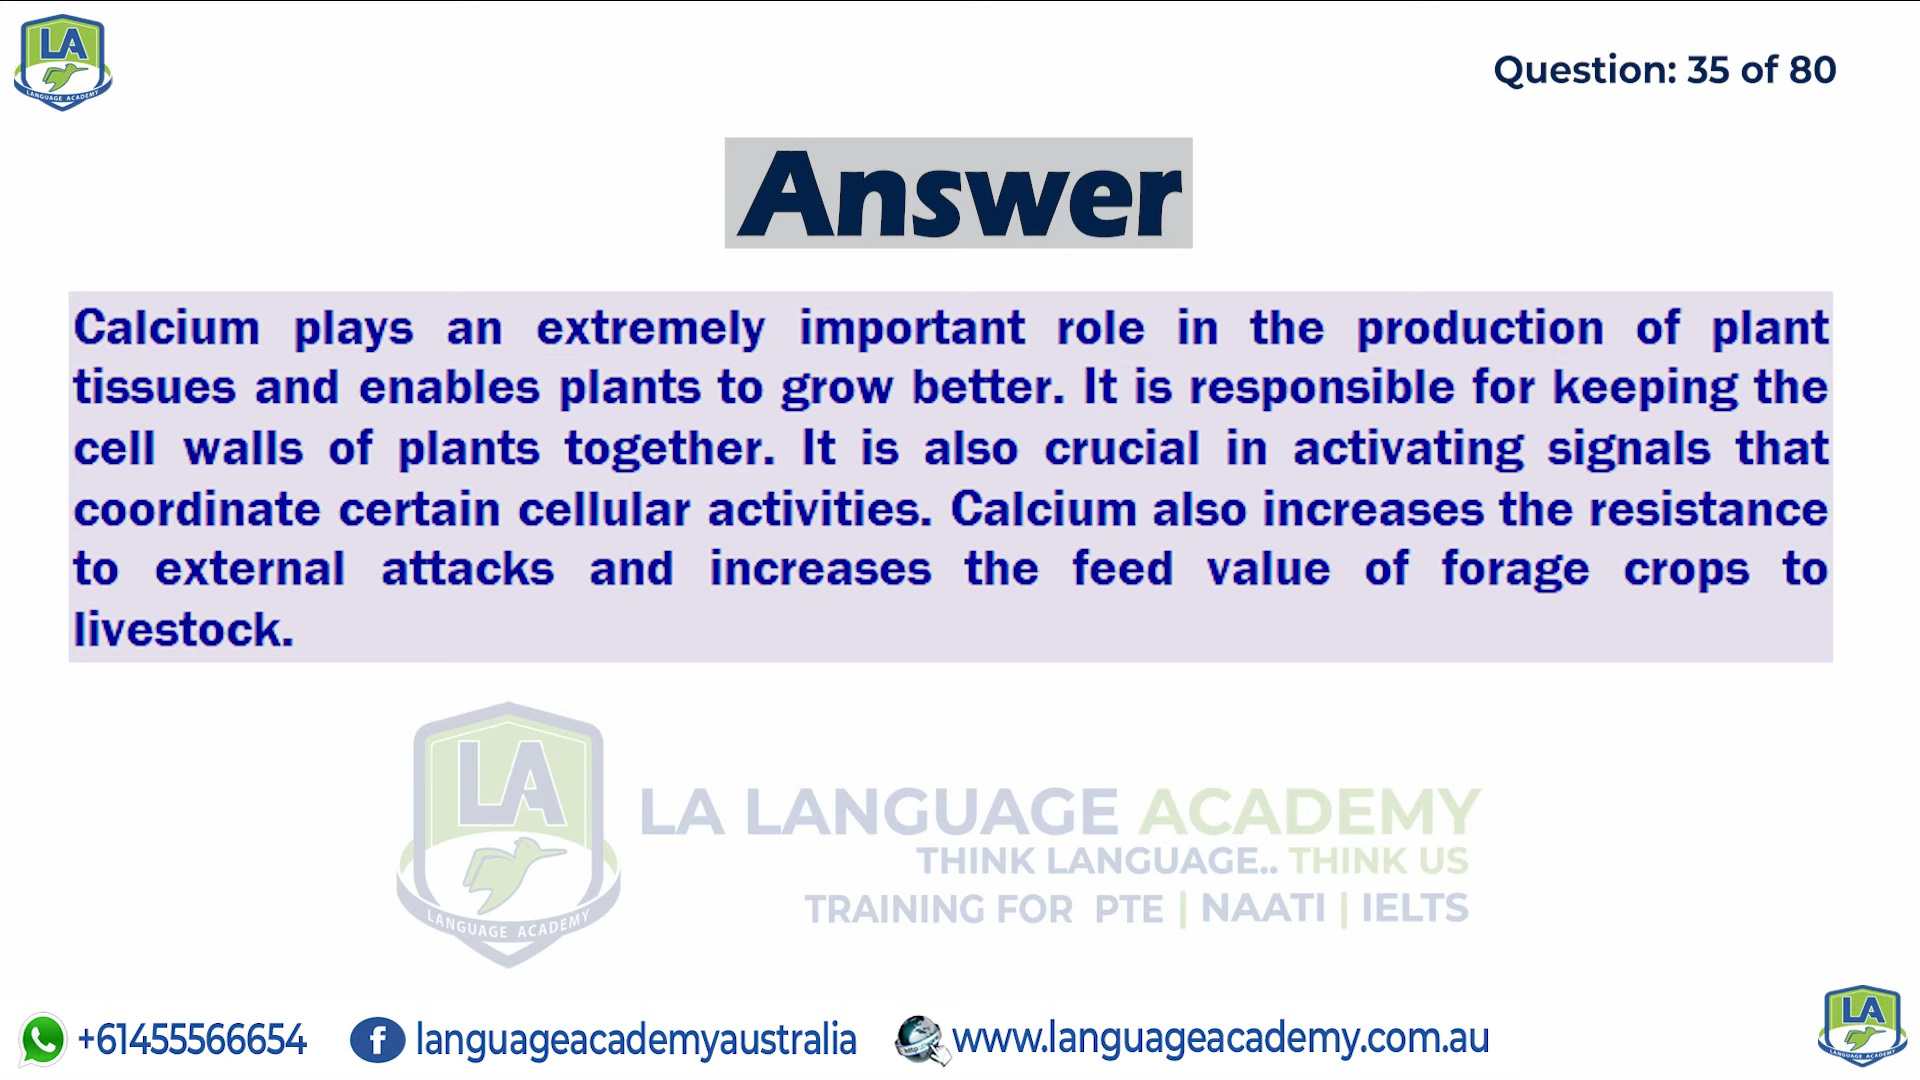 LA
LANGUAGE ACADEMY
Question: 35 of 80
Answer
Calcium plays an extremely important role in the production of plant
tissues and enables plants to grow better. It is responsible for keeping the
cell walls of plants together. It is also crucial in activating signals that
coordinate certain cellular activities. Calcium also increases the resistance
to external attacks and increases the feed value of forage crops to
livestock.
LA
LANGUAGE ACADEMY
LA LANGUAGE ACADEMY
THINK LANGUAGE.. THINK US
TRAINING FOR PTE | NAATI | IELTS
+61455566654
languageacademyaustralia
www.languageacademy.com.au
LA
LANGUAGE ACADEMY